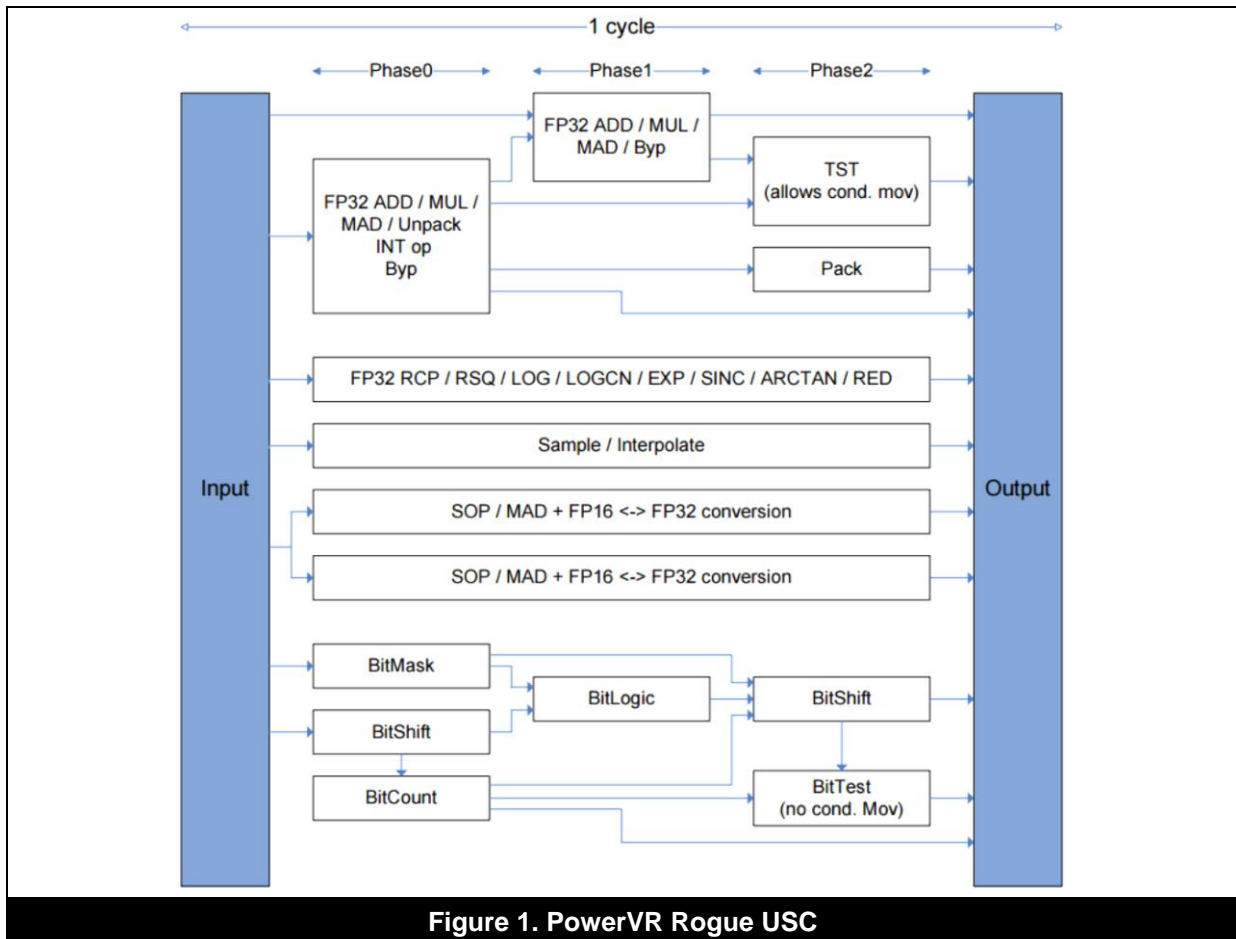 1 cycle
Phase0
Phase1
Phase2
Input
FP32 ADD / MUL /
MAD / Unpack
INT op
Byp
FP32 ADD / MUL /
MAD / Byp
TST
(allows cond. mov)
Pack
FP32 RCP / RSQ / LOG / LOGCN / EXP / SINC / ARCTAN / RED
Sample / Interpolate
SOP / MAD + FP16 <-> FP32 conversion
SOP / MAD + FP16 <-> FP32 conversion
BitMask
BitShift
BitCount
BitLogic
BitShift
BitTest
(no cond. Mov)
Output
Figure 1. PowerVR Rogue USC